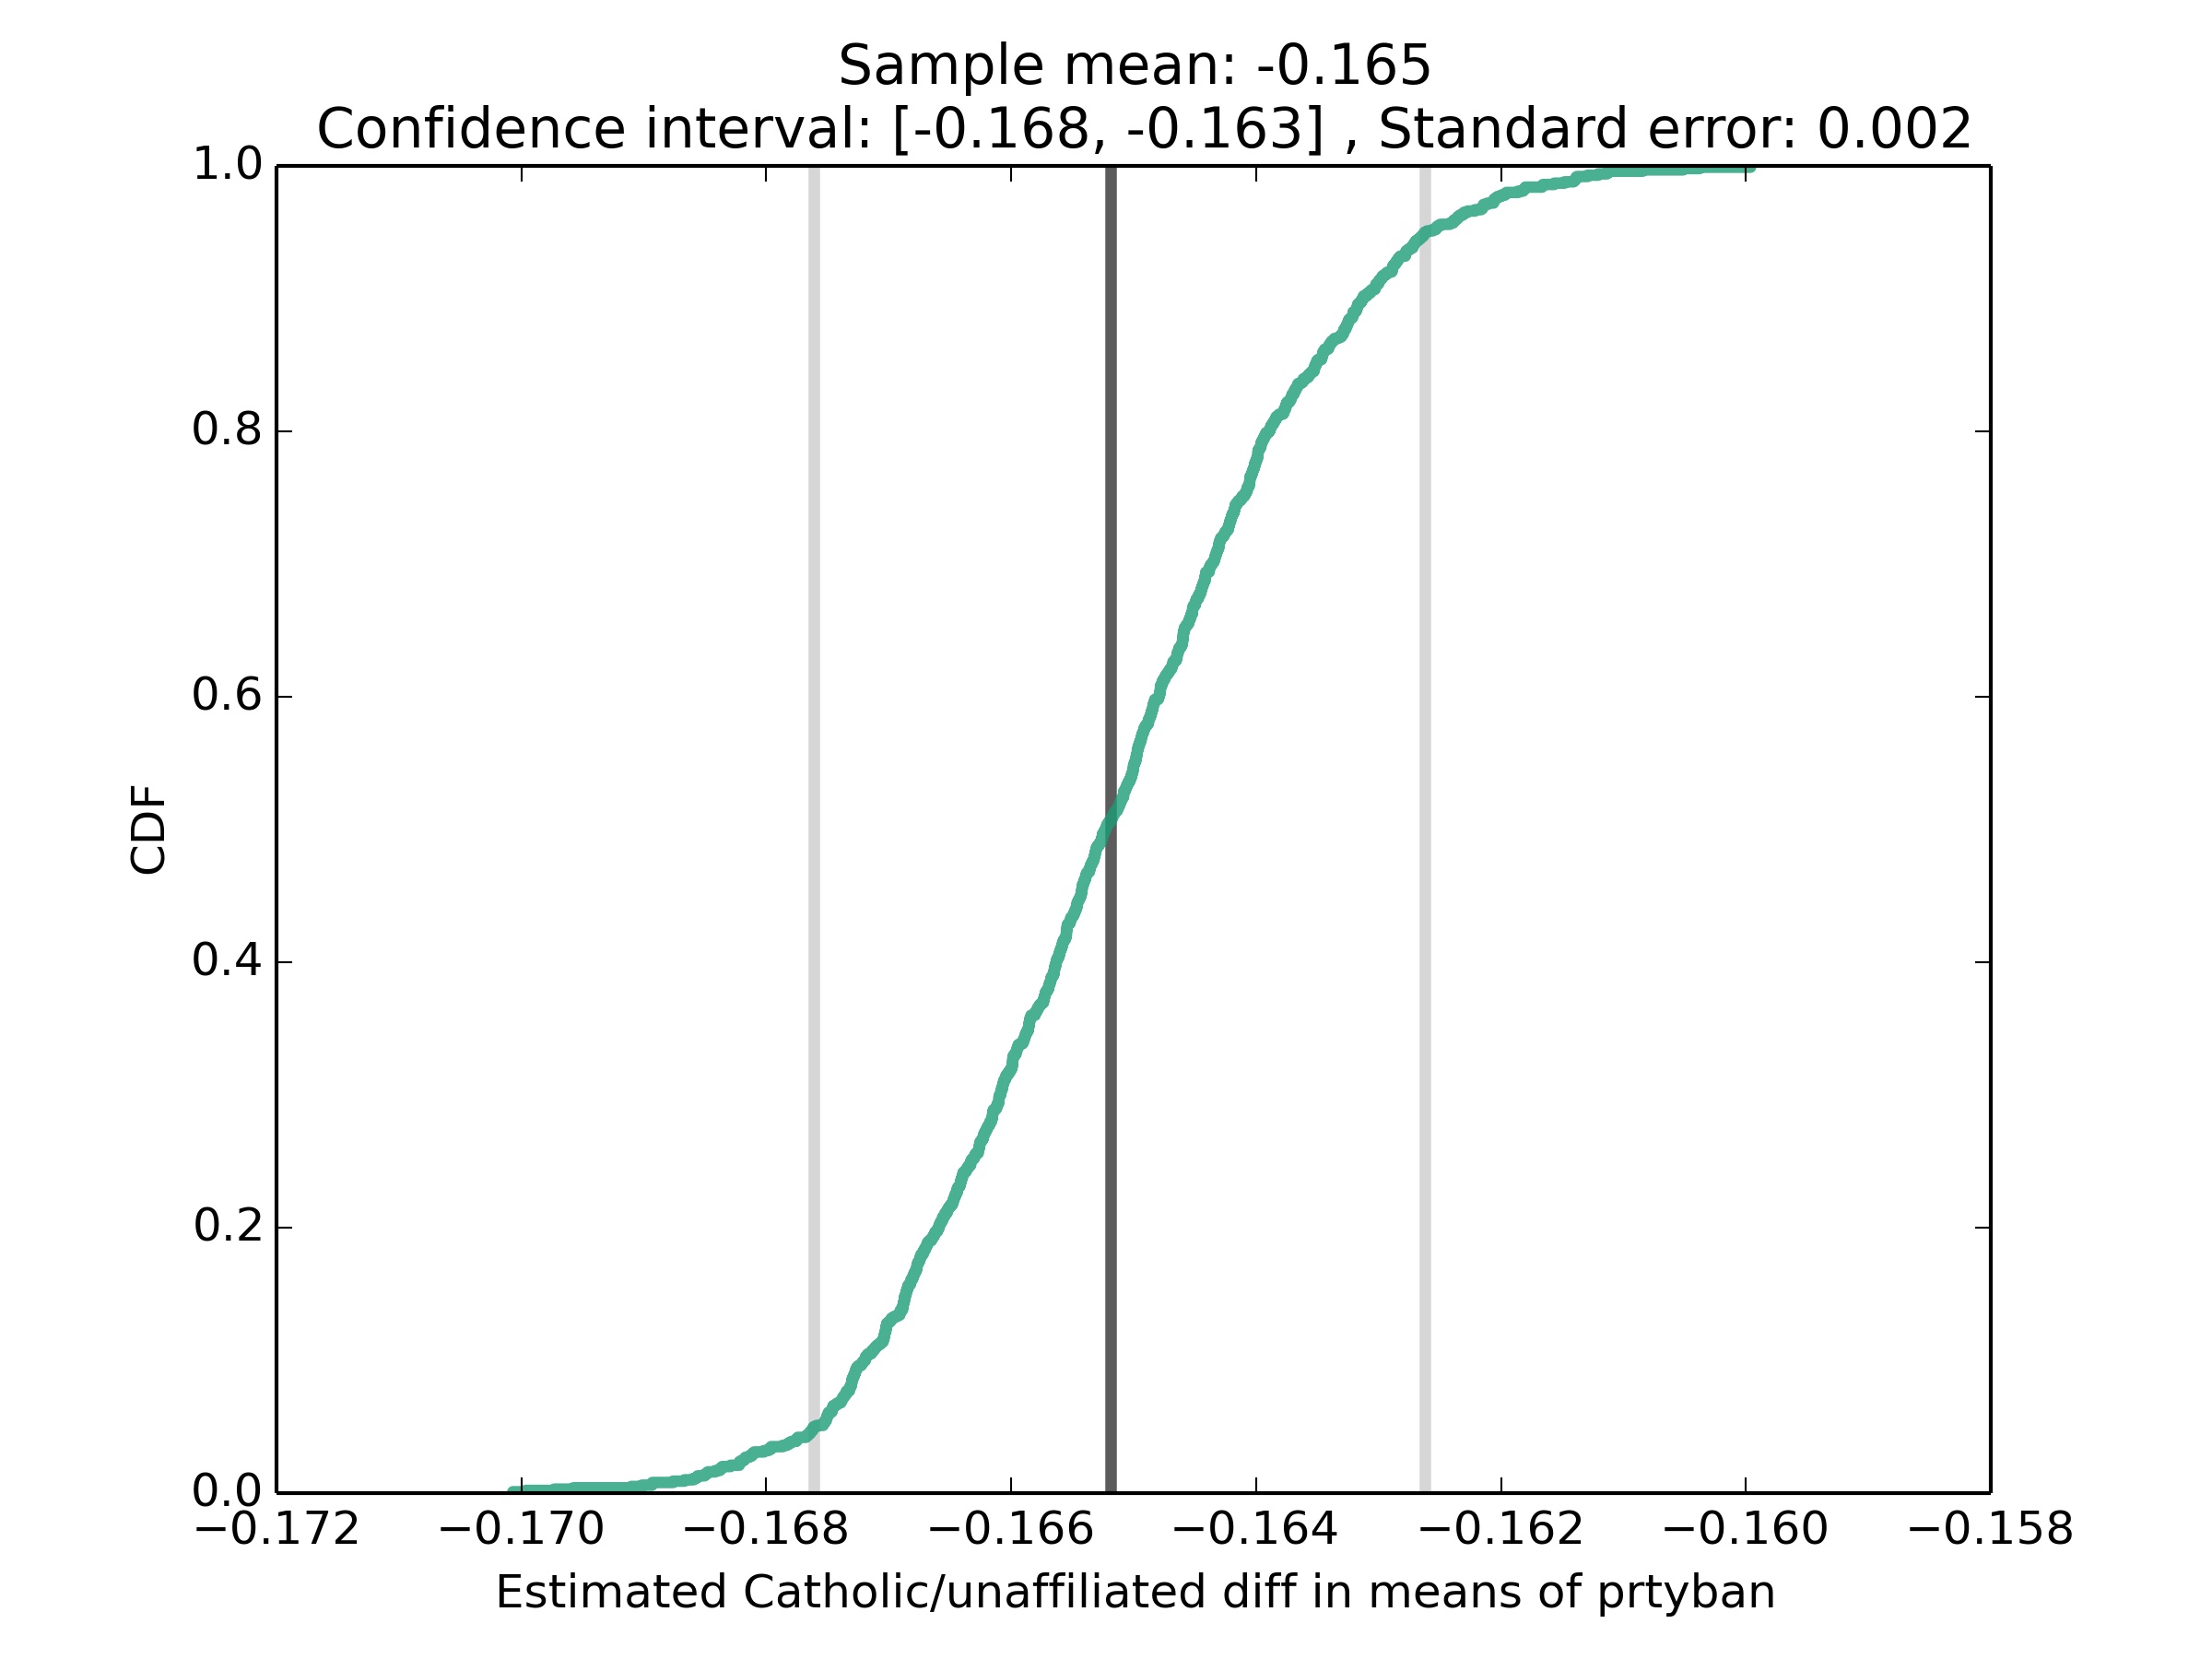 Sample mean: -0.165
Confidence interval: [-0.168, -0.163] , Standard error: 0.002
1.0
0.8
0.6
0.4
0.2
0.0
CDF
−0.172 −0.170 −0.168 −0.166 −0.164 −0.162 −0.160 −0.158
Estimated Catholic/unaffiliated diff in means of prtyban